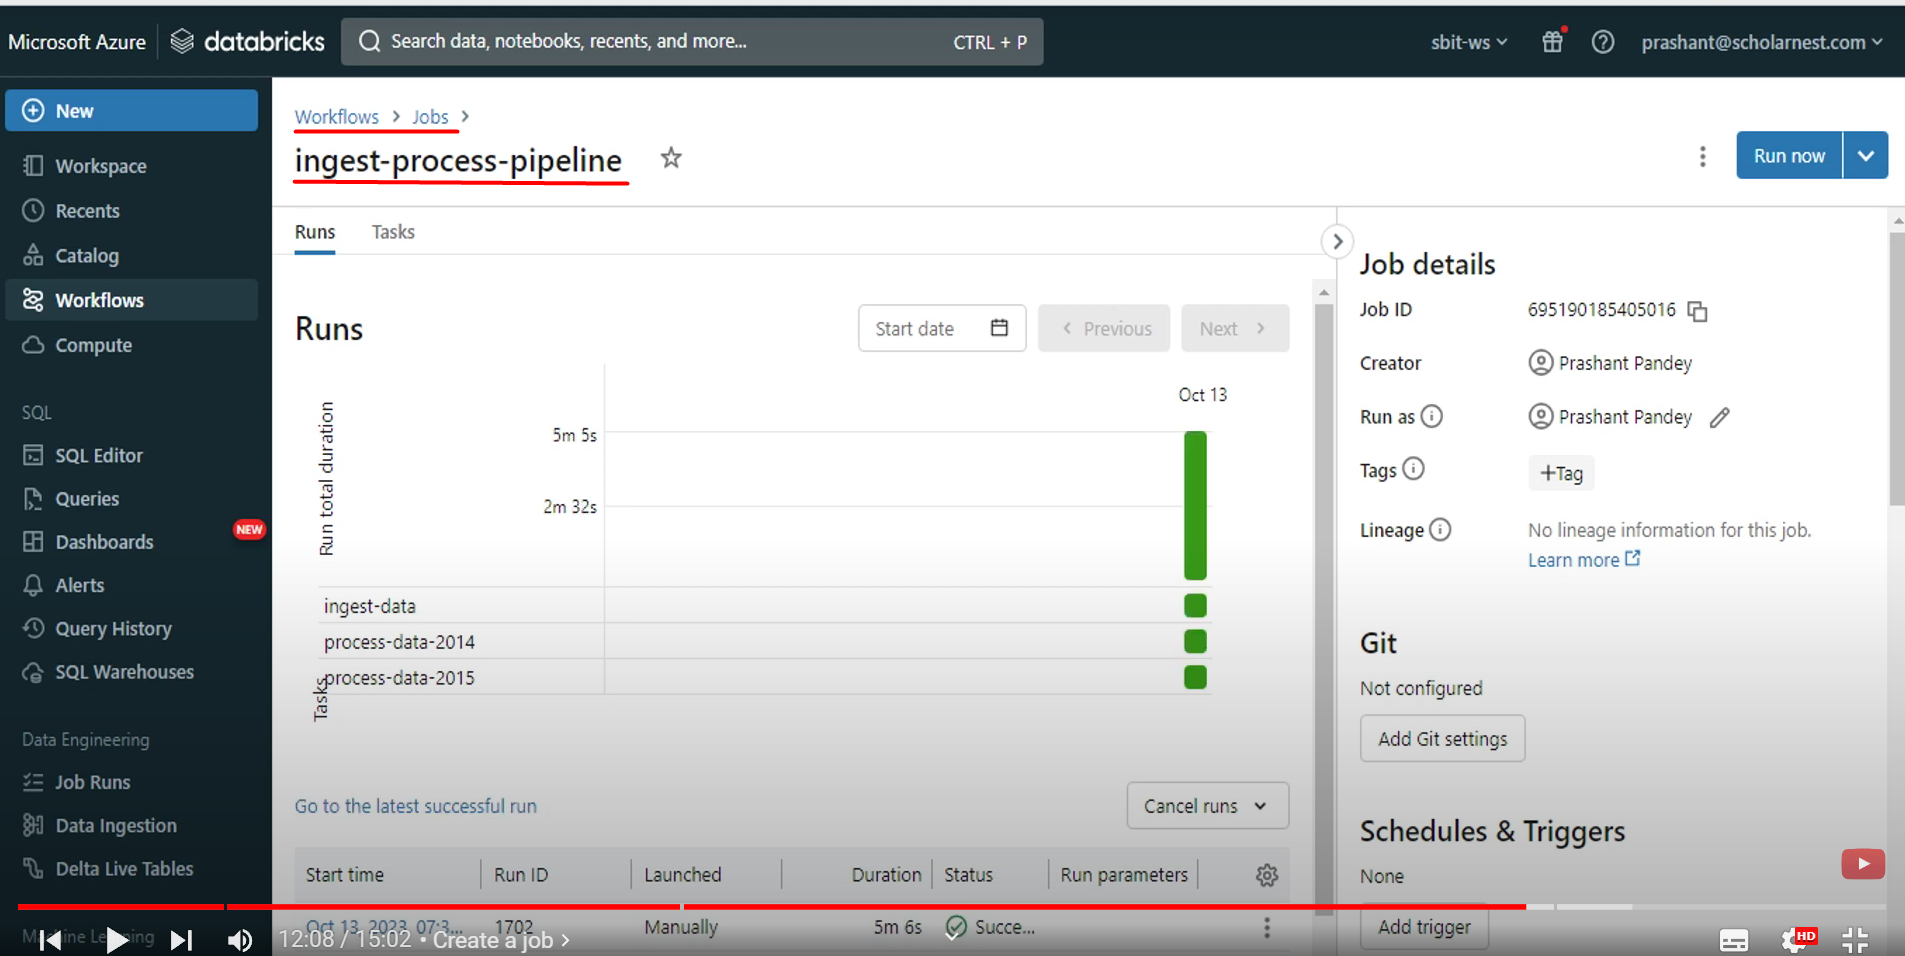 Microsoft Azure
databricks
Search data, notebooks, recents, and more...
CTRL + P
sbit-ws
prashant@scholarnest.com
New
Workspace
Recents
Catalog
Workflows
Compute
SQL
SQL Editor
Queries
NEW
Dashboards
Alerts
Query History
SQL Warehouses
Data Engineering
Job Runs
Data Ingestion
Delta Live Tables
Workflows > Jobs >
ingest-process-pipeline
Run now
Runs
Tasks
Runs
Start date
Previous
Next
Oct 13
Run total duration
5m 5s
2m 32s
ingest-data
process-data-2014
process-data-2015
Tasks
Go to the latest successful run
Cancel runs
Start time
Run ID
Launched
Duration
Status
Run parameters
Oct 13, 2023, 07:3...
1702
Manually
5m 6s
Succe...
Job details
Job ID
695190185405016
Creator
Prashant Pandey
Run as
Prashant Pandey
Tags
+Tag
Lineage
No lineage information for this job.
Learn more
Git
Not configured
Add Git settings
Schedules & Triggers
None
Add trigger
12:08 / 15:02 • Create a job >
HD